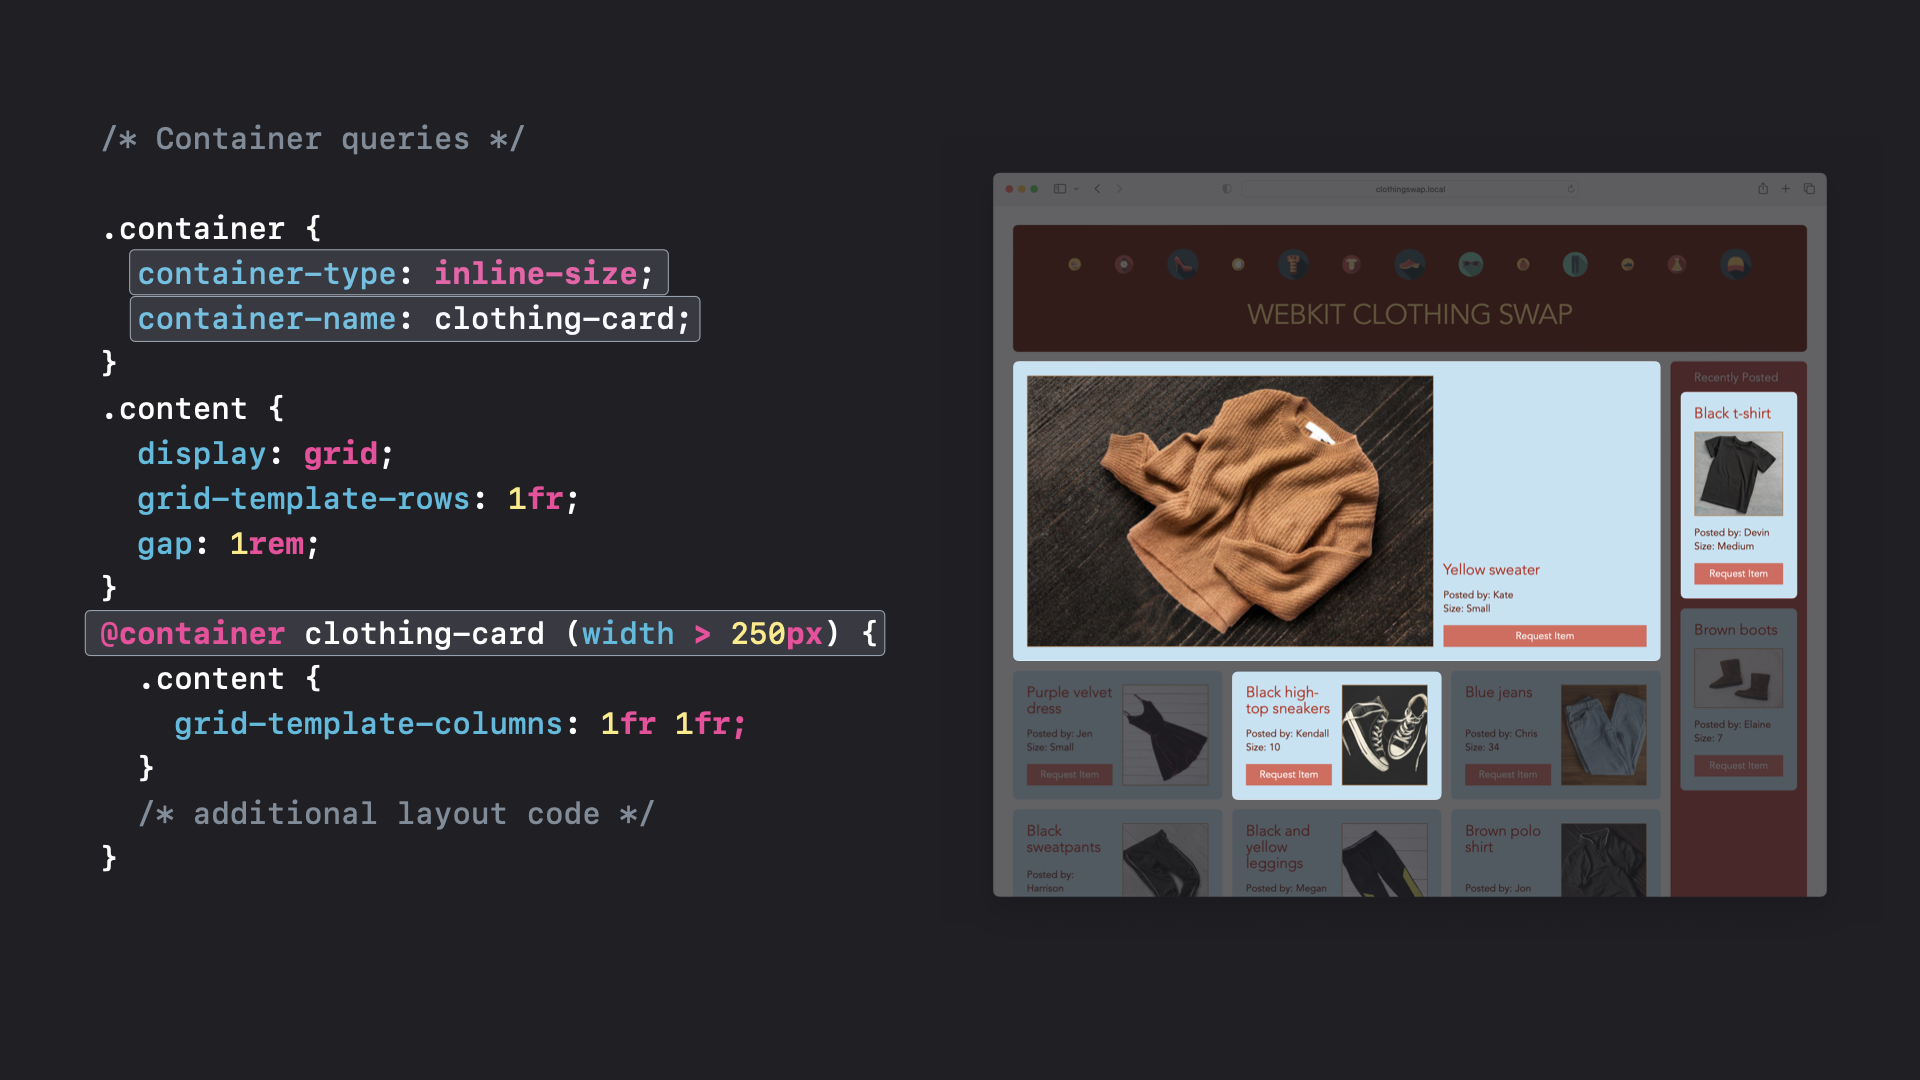 /* Container queries */
.container {
container-type: inline-size;
container-name: clothing-card;
}
.content {
display: grid;
grid-template-rows: 1fr;
gap: 1rem;
}
@container clothing-card (width > 250px) {
.content {
grid-template-columns: 1fr 1fr;
}
/* additional layout code */
}
clothingswap.local
WEBKIT CLOTHING SWAP
Yellow sweater
Posted by: Kate
Size: Small
Request Item
Recently Posted
Black t-shirt
Posted by: Devin
Size: Medium
Request Item
Brown boots
Posted by: Elaine
Size: 7
Request Item
Purple velvet
dress
Posted by: Jen
Size: Small
Request Item
Black high-
top sneakers
Posted by: Kendall
Size: 10
Request Item
Blue jeans
Posted by: Chris
Size: 34
Request Item
Black
sweatpants
Posted by:
Harrison
Black and
yellow
leggings
Posted by: Megan
Brown polo
shirt
Posted by: Jon